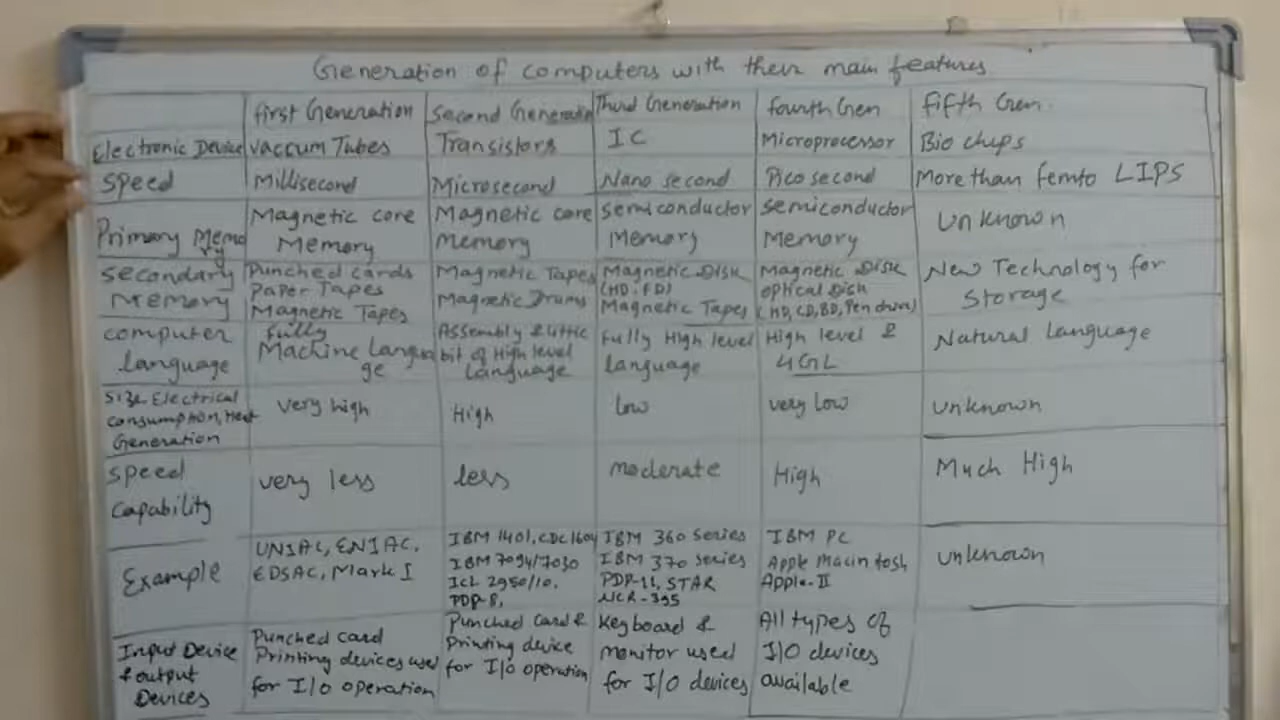 Generation of computers with their main features
first Generation
Second Generation
Third Generation
fourth Gen
fifth Gen.
Electronic Device
Vaccum Tubes
Transistors
IC
Microprocessor
Bio chips
Speed
Millisecond
Microsecond
Nano second
Pico second
More than femto LIPS
Primary Memory
Magnetic core
Memory
Magnetic core
memory
Semiconductor
Memory
Semiconductor
Memory
Unknown
Secondary
Memory
Punched cards
Paper Tapes
Magnetic Tapes
Magnetic Tapes
Magnetic Drums
Magnetic Disk
(HD, FD)
Magnetic Tapes
Magnetic Disk
optical Disk
(HD, CD, BD, Pen
New Technology for
Storage
computer
language
fully
Machine Langua
ge
Assembly & little
bit of High level
Language
Fully High level
language
High level &
4GL
Natural Language
Size Electrical
consumption, Heat
Generation
very high
High
low
very low
unknown
Speed
Capability
very less
less
moderate
High
Much High
Example
UNIAC, ENIAC,
EDSAC, Mark I
IBM 1401, CDC 1604
IBM 7094/7030
ICL 2950/10,
PDP-8,
IBM 360 Series
IBM 370 Series
PDP-11, STAR
NCR-395
IBM PC
Apple Macintosh
Apple-II
unknown
Input Device
& output
Devices
Punched card
Printing devices used
for I/o operation
Punched Card &
Printing device
for I/o operation
Keyboard &
monitor used
for I/o devices
All types of
I/O devices
available